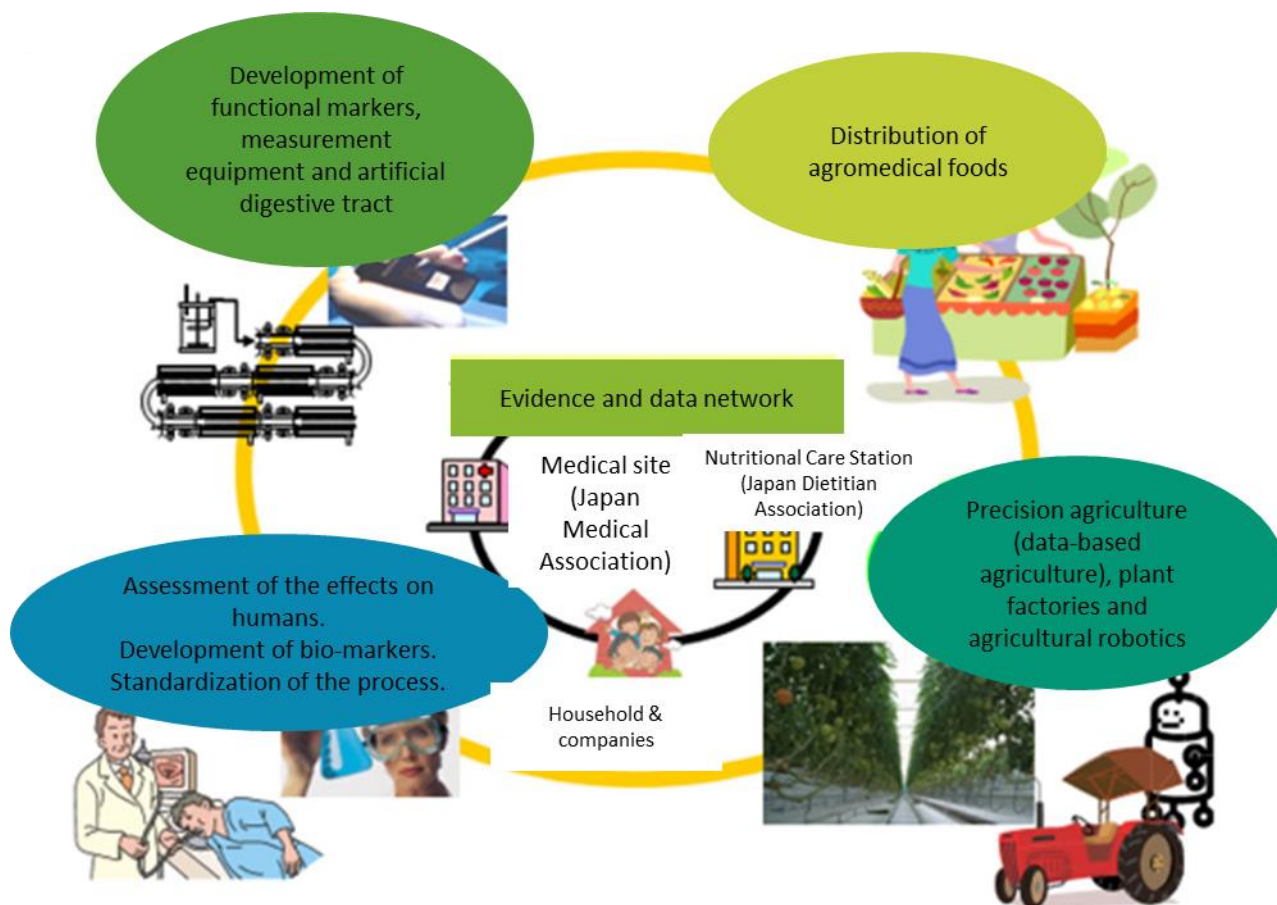 Development of
functional markers,
measurement
equipment and artificial
digestive tract
Distribution of
agromedical foods
Evidence and data network
Medical site
(Japan
Medical
Association)
Nutritional Care Station
(Japan Dietitian
Association)
Precision agriculture
(data-based
agriculture), plant
factories and
agricultural robotics
Assessment of the effects on
humans.
Development of bio-markers.
Standardization of the process.
Household &
companies